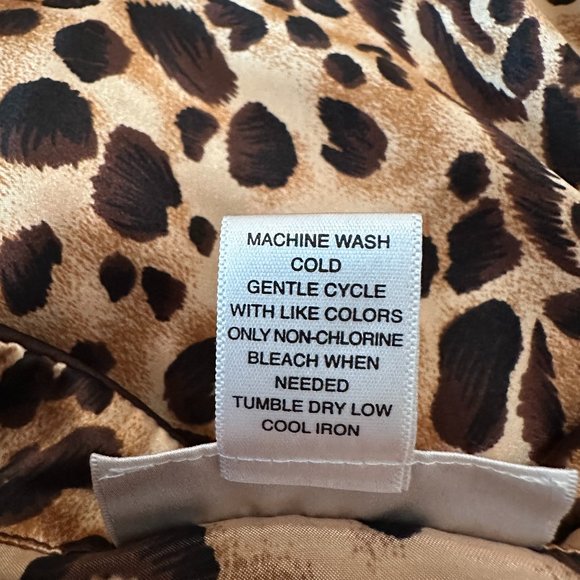 MACHINE WASH
COLD
GENTLE CYCLE
WITH LIKE COLORS
ONLY NON-CHLORINE
BLEACH WHEN
NEEDED
TUMBLE DRY LOW
COOL IRON